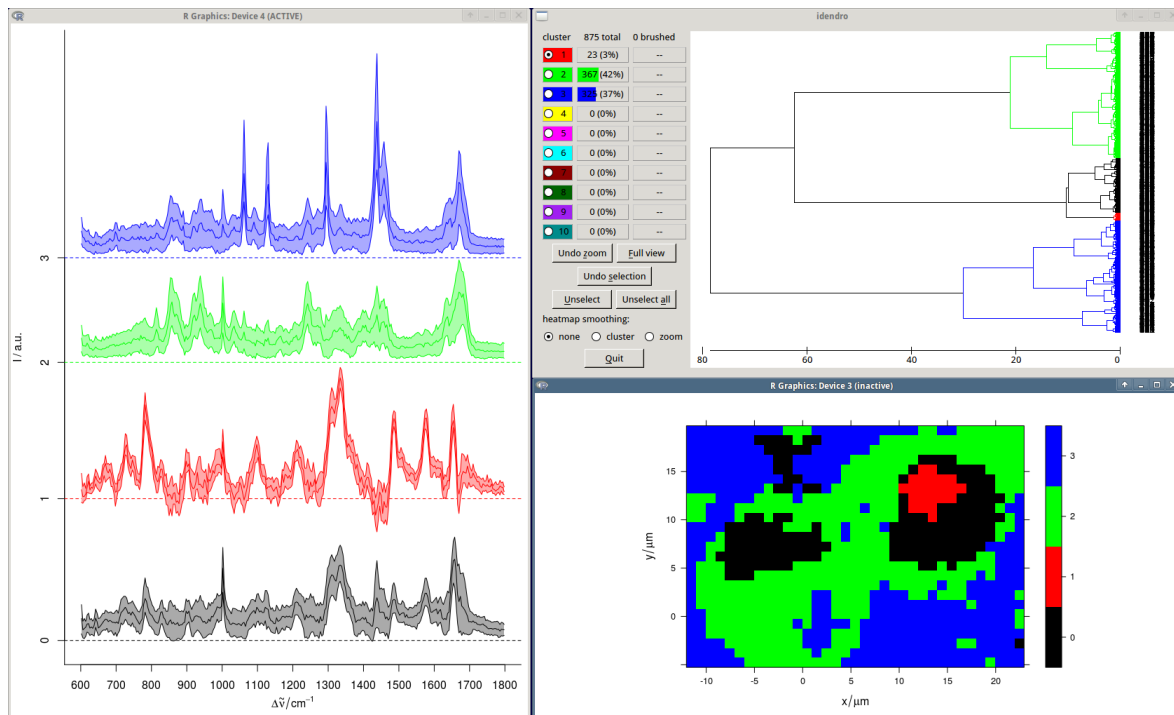 R Graphics: Device 4 (ACTIVE)
I / a.u.
3
2
1
0
600 800 900 1000 1100 1200 1300 1400 1500 1600 1700 1800
Δν̃/cm⁻¹
idendro
cluster 875 total 0 brushed
1 23 (3%) --
2 367 (42%) --
3 325 (37%) --
4 0 (0%) --
5 0 (0%) --
6 0 (0%) --
7 0 (0%) --
8 0 (0%) --
9 0 (0%) --
10 0 (0%) --
Undo zoom Full view
Undo selection
Unselect Unselect all
heatmap smoothing:
none cluster zoom
Quit
80 60 40 20 0
R Graphics: Device 3 (inactive)
y/μm
15
10
5
0
-10 -5 0 5 10 15 20
x/μm
3
2
1
0